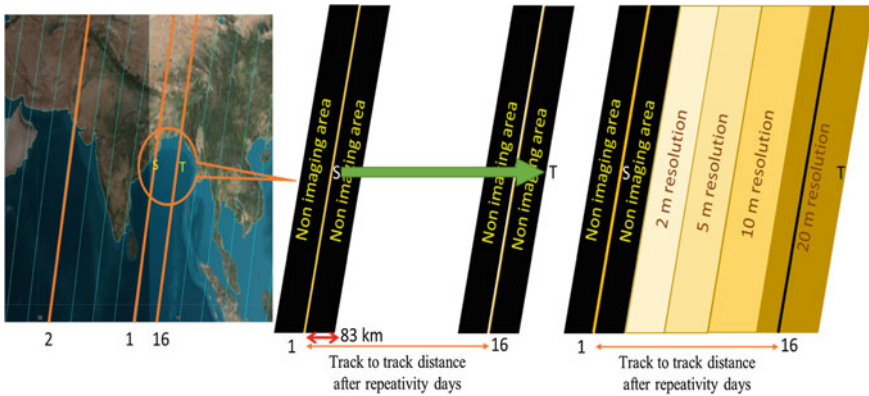 S
T
2
1
16
Non imaging area
Non imaging area
S
Non imaging area
Non imaging area
T
83 km
1
16
Track to track distance
after repeativity days
Non imaging area
Non imaging area
S
2 m resolution
5 m resolution
10 m resolution
20 m resolution
T
1
16
Track to track distance
after repeativity days